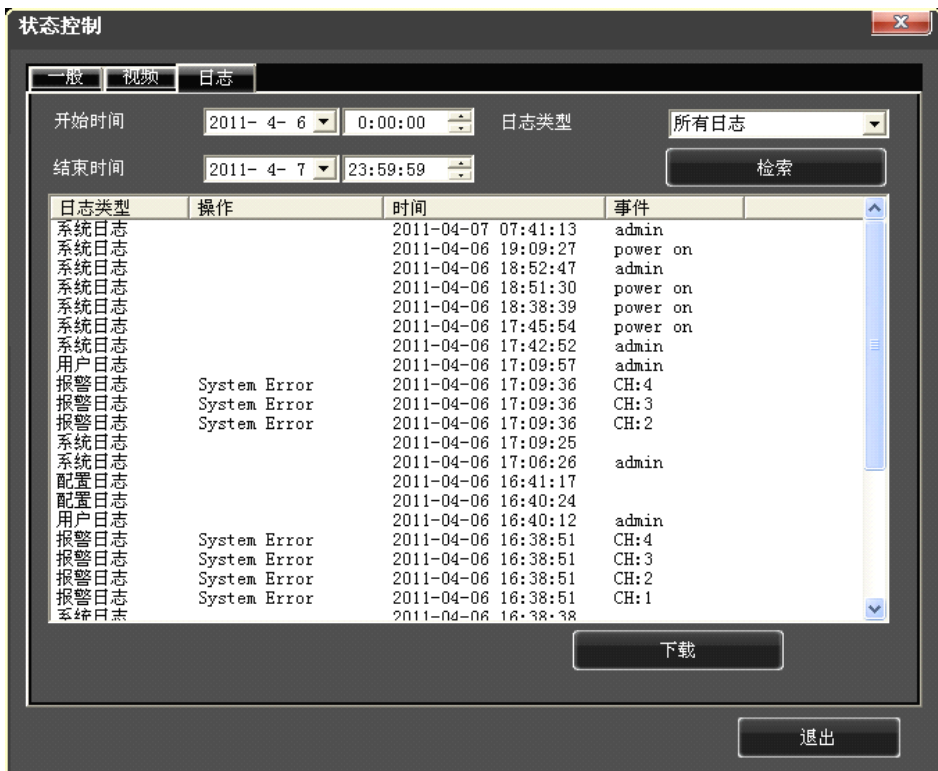 状态控制
一般 视频 日志
开始时间 2011- 4- 6 0:00:00 日志类型 所有日志
结束时间 2011- 4- 7 23:59:59 检索
日志类型 操作 时间 事件
系统日志 2011-04-07 07:41:13 admin
系统日志 2011-04-06 19:09:27 power on
系统日志 2011-04-06 18:52:47 admin
系统日志 2011-04-06 18:51:30 power on
系统日志 2011-04-06 18:38:39 power on
系统日志 2011-04-06 17:45:54 power on
系统日志 2011-04-06 17:42:52 admin
用户日志 2011-04-06 17:09:57 admin
报警日志 System Error 2011-04-06 17:09:36 CH:4
报警日志 System Error 2011-04-06 17:09:36 CH:3
报警日志 System Error 2011-04-06 17:09:36 CH:2
系统日志 2011-04-06 17:09:25
系统日志 2011-04-06 17:06:26 admin
配置日志 2011-04-06 16:41:17
配置日志 2011-04-06 16:40:24
用户日志 2011-04-06 16:40:12 admin
报警日志 System Error 2011-04-06 16:38:51 CH:4
报警日志 System Error 2011-04-06 16:38:51 CH:3
报警日志 System Error 2011-04-06 16:38:51 CH:2
报警日志 System Error 2011-04-06 16:38:51 CH:1
系统日志 2011-04-06 16:38:38
下载
退出